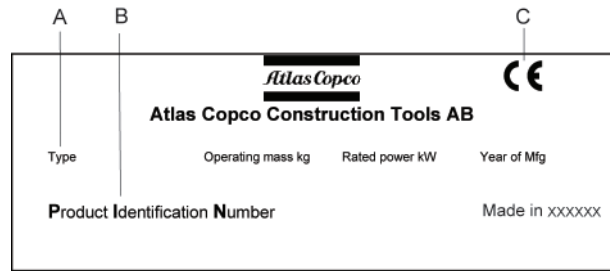 A B C
Atlas Copco CE
Atlas Copco Construction Tools AB
Type Operating mass kg Rated power kW Year of Mfg
Product Identification Number Made in xxxxxx